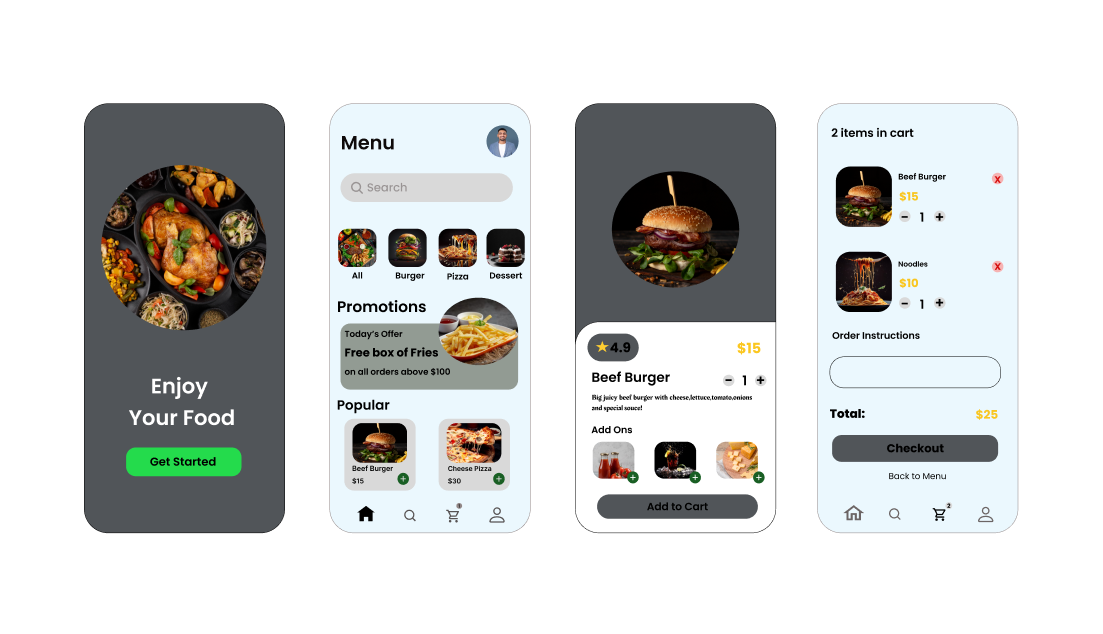 Enjoy
Your Food
Get Started
Menu
Search
All
Burger
Pizza
Dessert
Promotions
Today's Offer
Free box of Fries
on all orders above $100
Popular
Beef Burger
$15
Cheese Pizza
$30
1
4.9
$15
Beef Burger
− 1 +
Big juicy beef burger with cheese,lettuce,tomato,onions
and special souce!
Add Ons
+
+
+
Add to Cart
2 items in cart
Beef Burger
X
$15
− 1 +
Noodles
X
$10
− 1 +
Order Instructions
Total:
$25
Checkout
Back to Menu
2